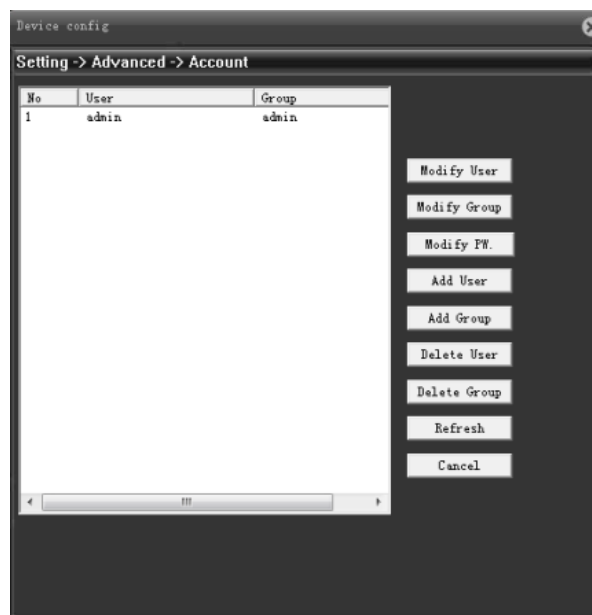 Device config
Setting -> Advanced -> Account
No User Group
1 admin admin
Modify User
Modify Group
Modify PW.
Add User
Add Group
Delete User
Delete Group
Refresh
Cancel